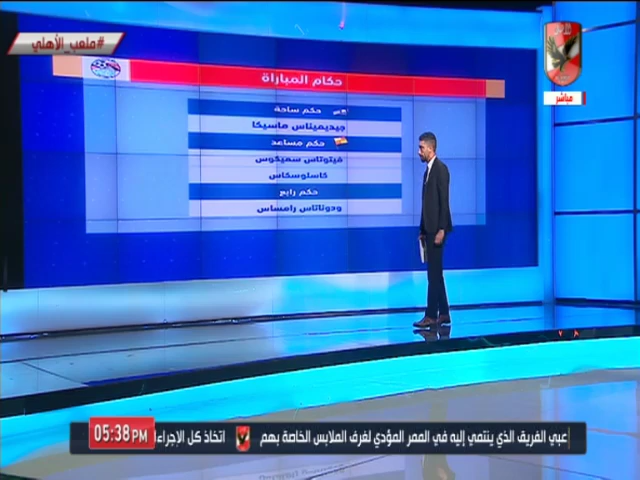 #ملعب_الأهلي
مباشر
حكام المباراة
حكم ساحة
جيديميناس ماسيكا
حكم مساعد
فيتوتاس سميكوس
كاسلوسكاس
حكم رابع
ودوناتاس رامساس
عبي الفريق الذي ينتمي إليه في الممر المؤدي لغرف الملابس الخاصة بهم
اتخاذ كل الإجراءا
05:38 PM